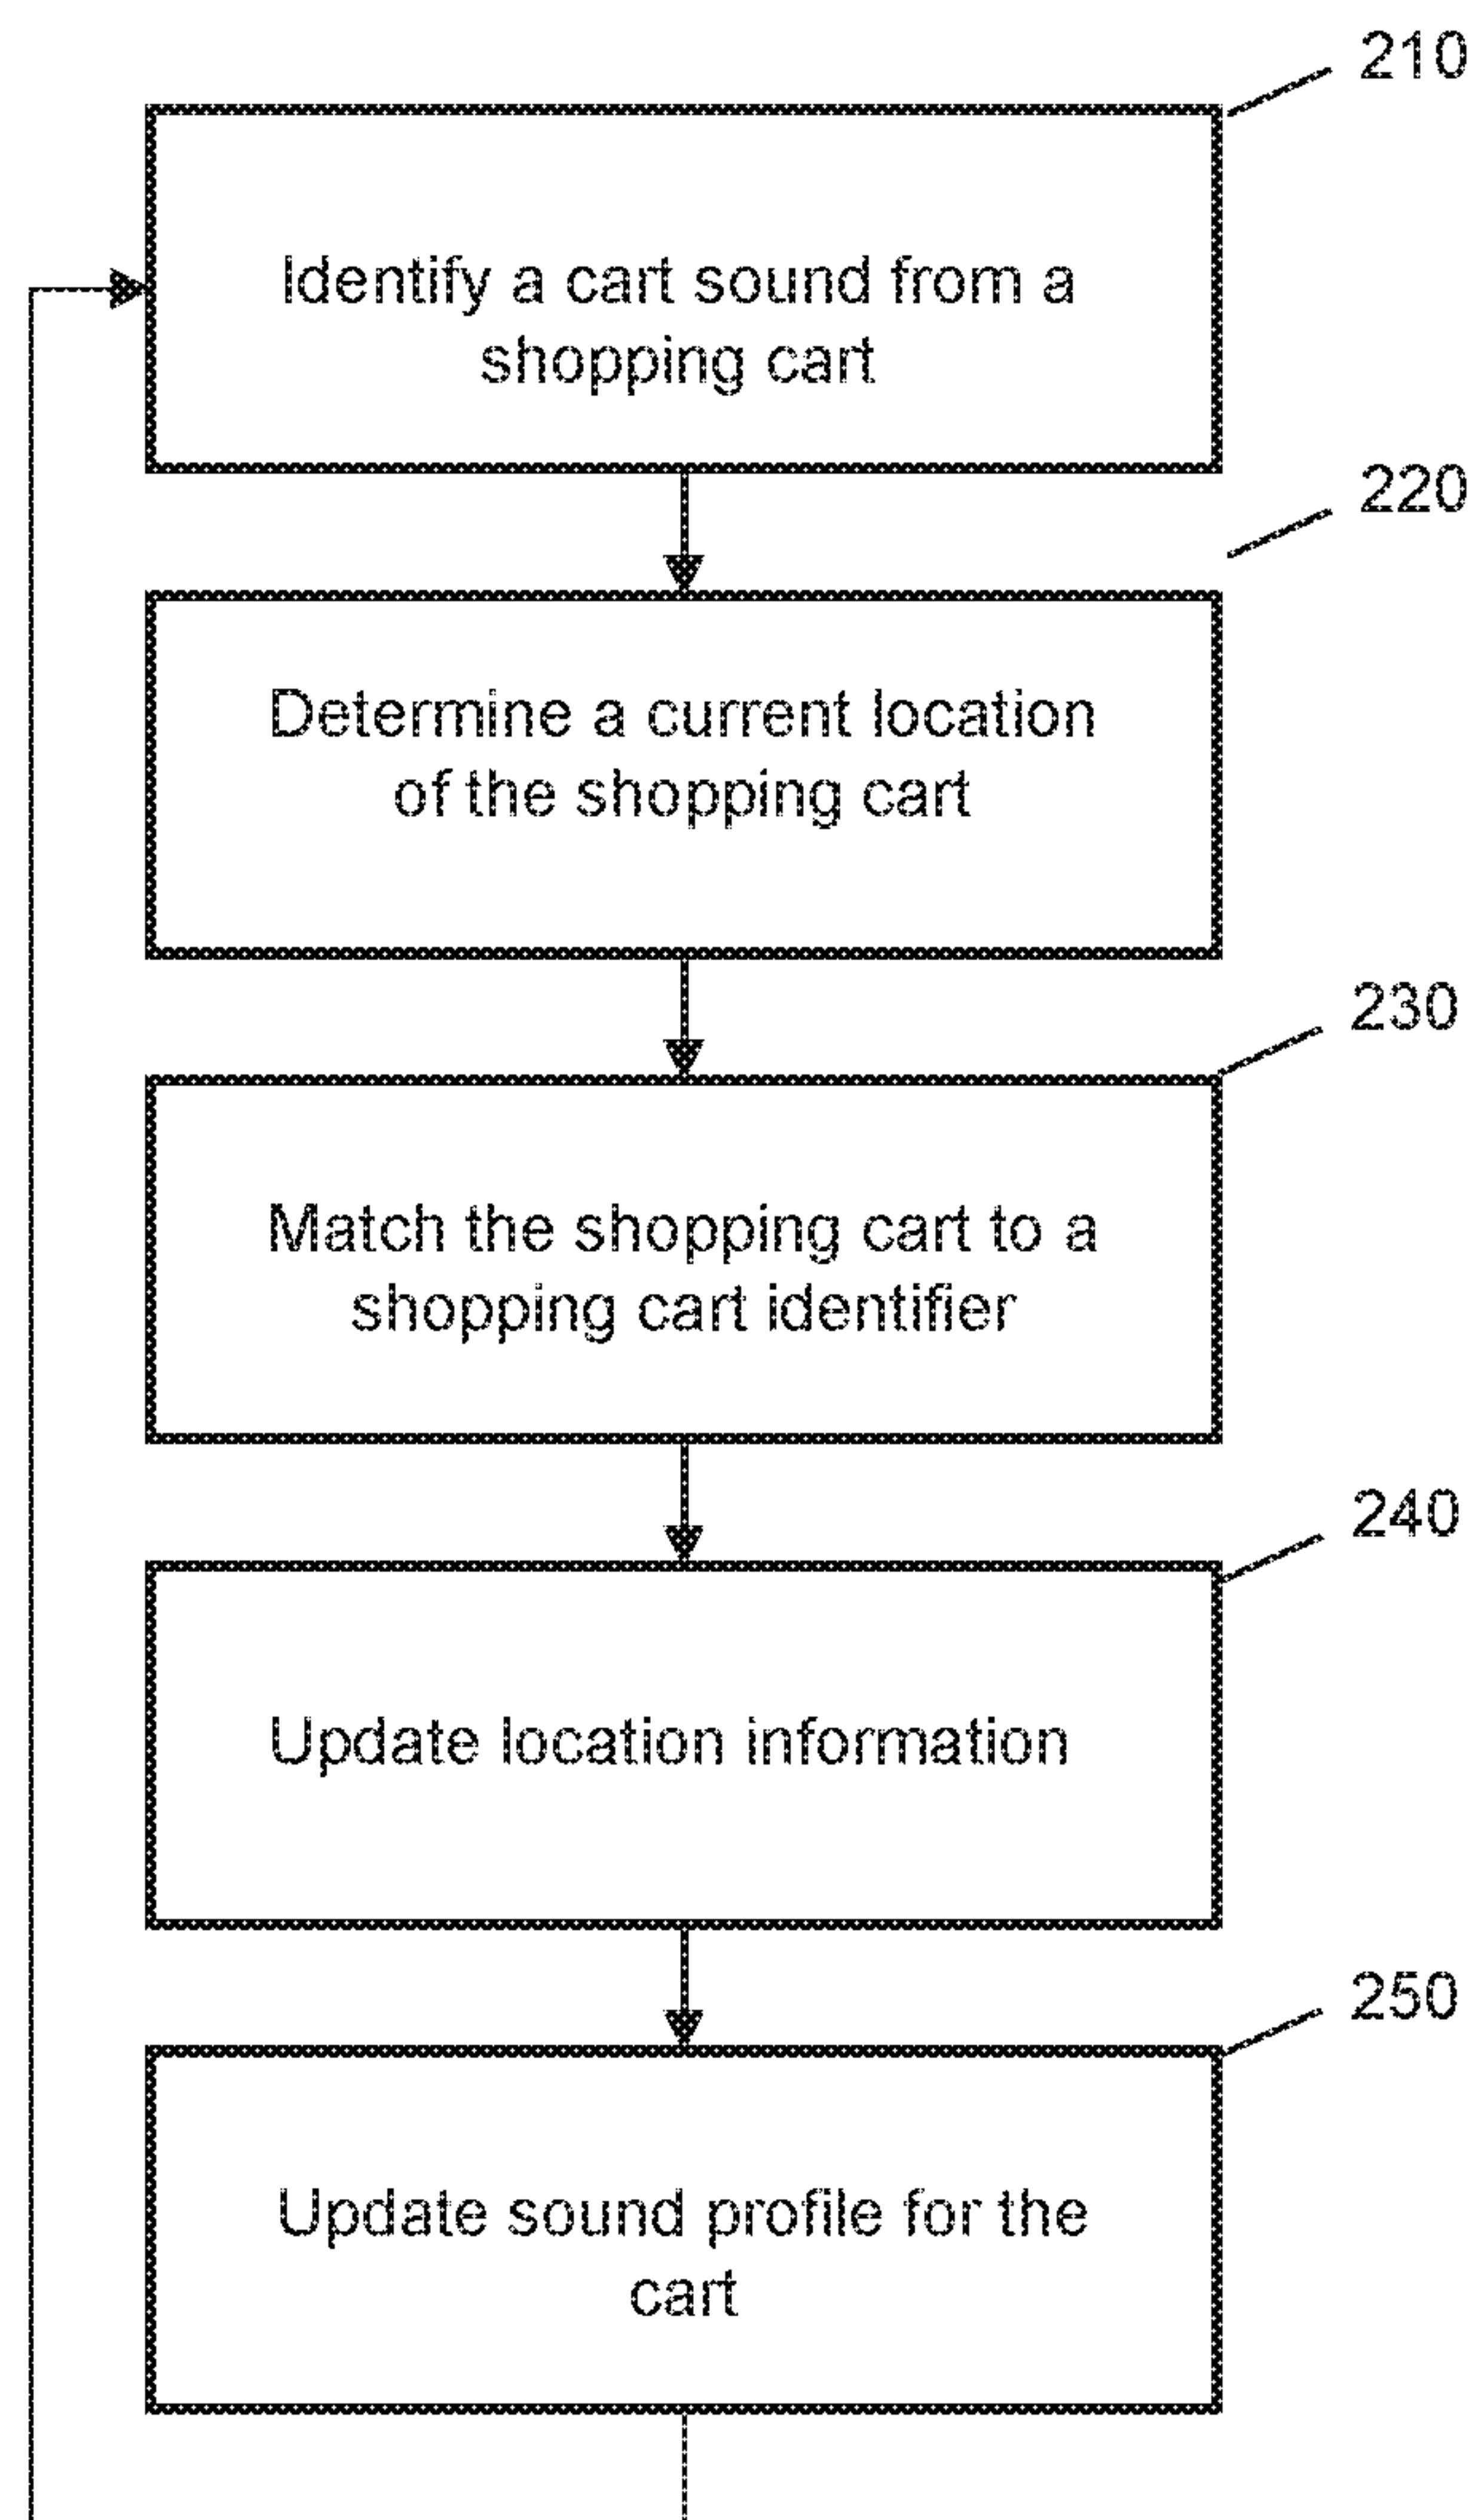 210
Identify a cart sound from a
shopping cart
220
Determine a current location
of the shopping cart
230
Match the shopping cart to a
shopping cart identifier
240
Update location information
250
Update sound profile for the
cart